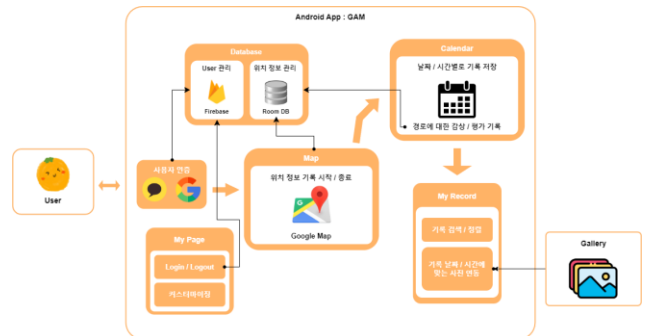 Android App : GAM
Database
User 관리
위치 정보 관리
Firebase
Room DB
Calendar
날짜 / 시간별로 기록 저장
경로에 대한 감상 / 평가 기록
User
사용자 인증
Map
위치 정보 기록 시작 / 종료
Google Map
My Page
Login / Logout
커스터마이징
My Record
기록 검색 / 정렬
기록 날짜 / 시간에
맞는 사진 연동
Gallery